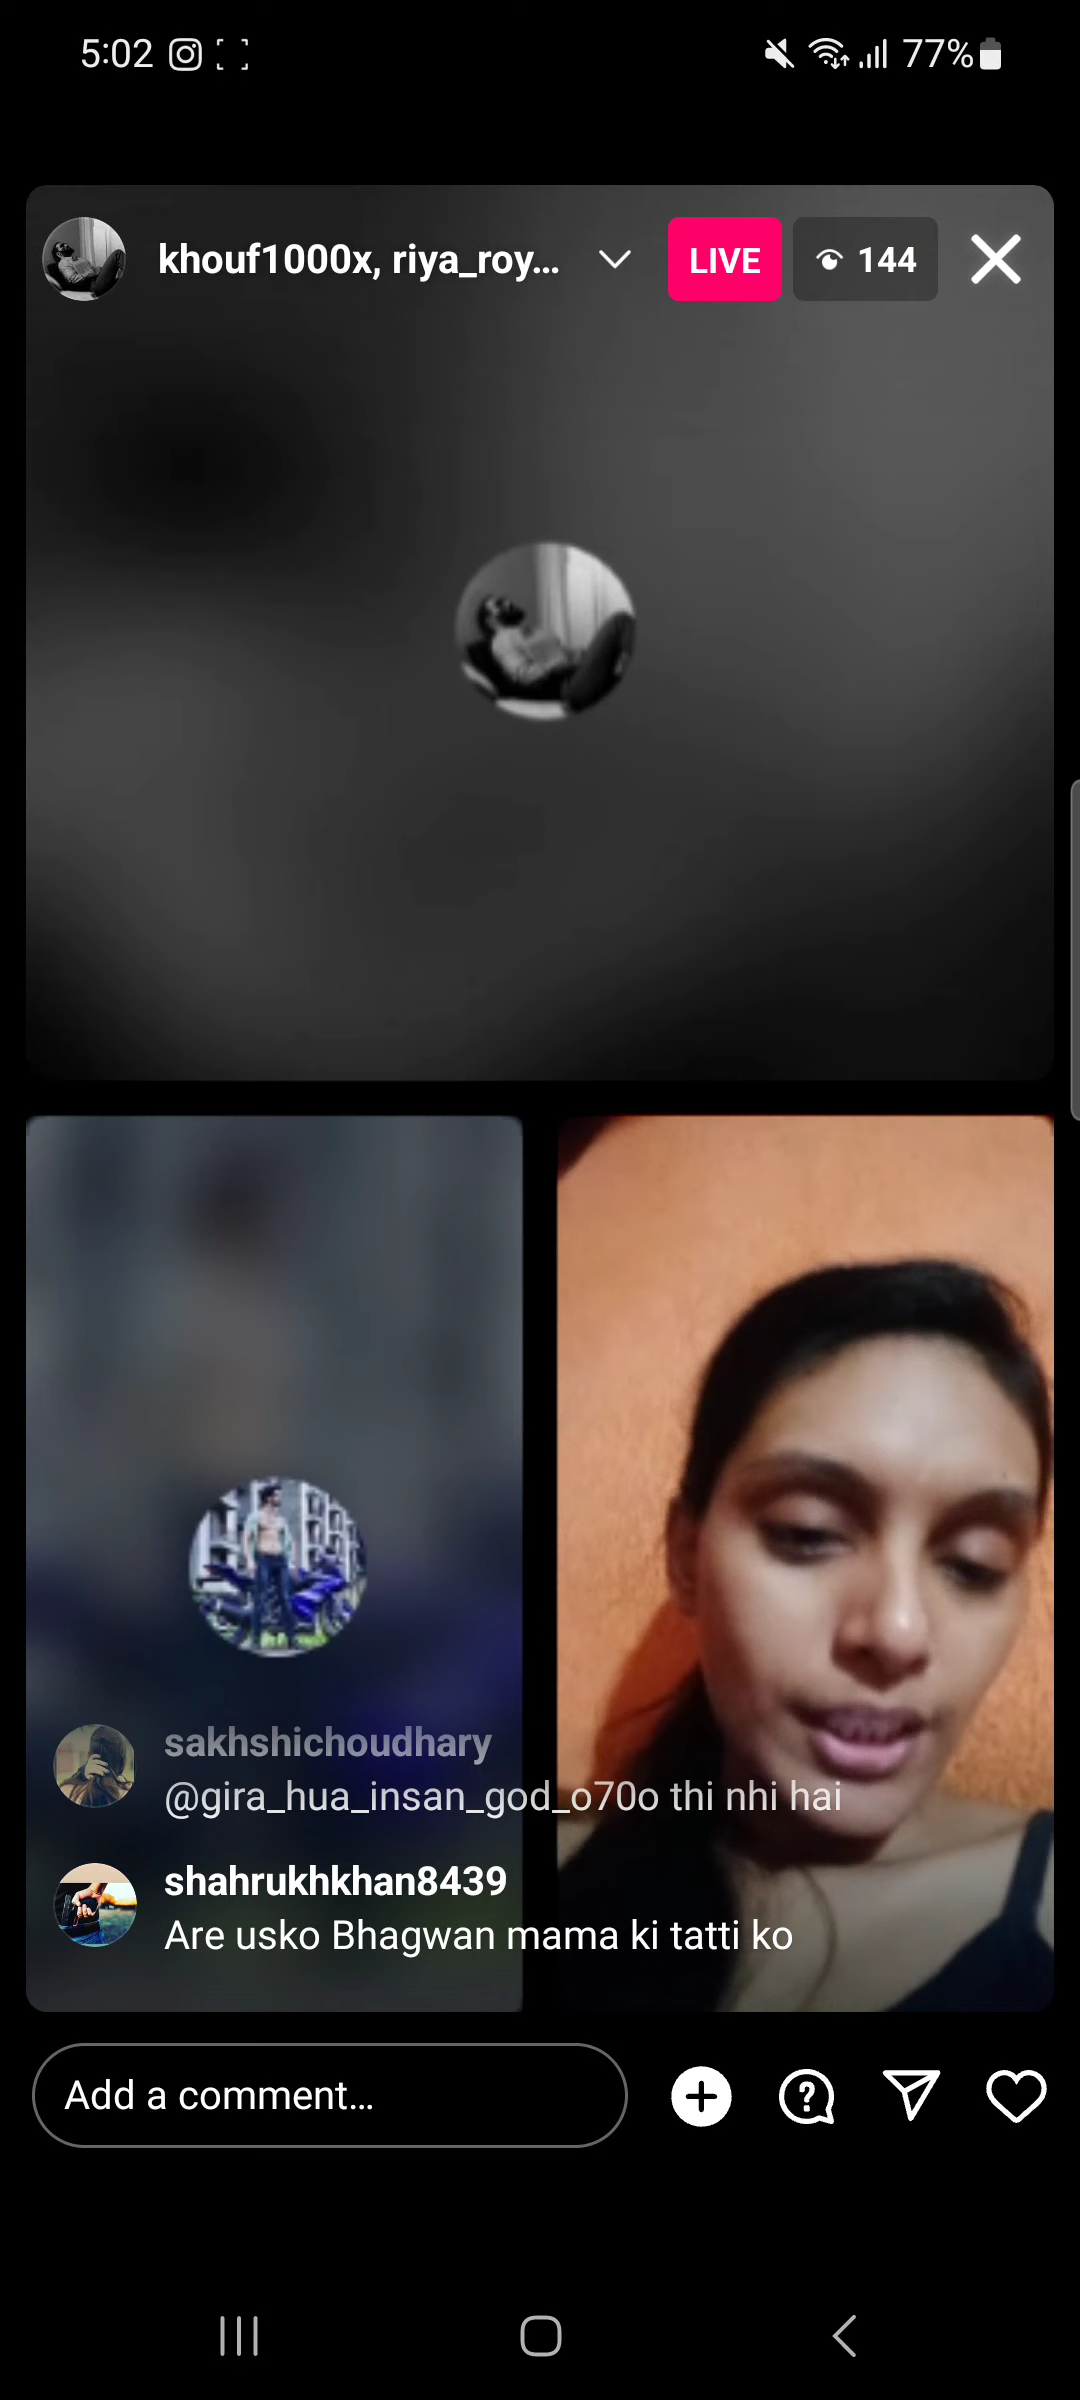 5:02
77%
khouf1000x, riya_roy...
LIVE
144
sakhshichoudhary
@gira_hua_insan_god_o70o thi nhi hai
shahrukhkhan8439
Are usko Bhagwan mama ki tatti ko
Add a comment...